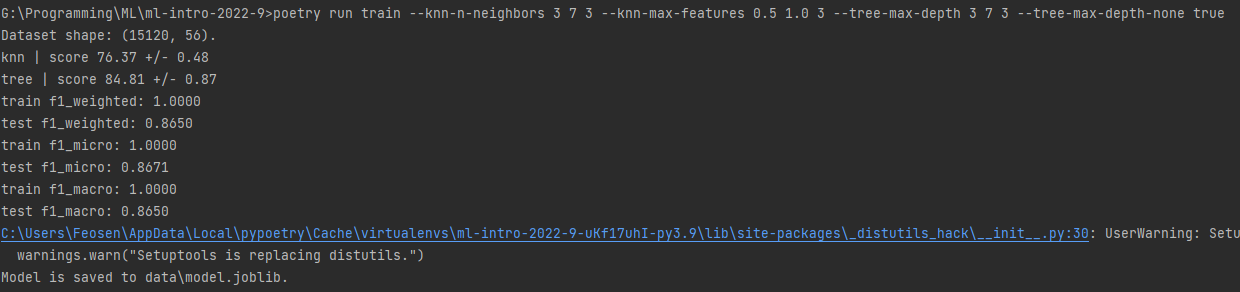 G:\Programming\ML\ml-intro-2022-9>poetry run train --knn-n-neighbors 3 7 3 --knn-max-features 0.5 1.0 3 --tree-max-depth 3 7 3 --tree-max-depth-none true
Dataset shape: (15120, 56).
knn | score 76.37 +/- 0.48
tree | score 84.81 +/- 0.87
train f1_weighted: 1.0000
test f1_weighted: 0.8650
train f1_micro: 1.0000
test f1_micro: 0.8671
train f1_macro: 1.0000
test f1_macro: 0.8650
C:\Users\Feosen\AppData\Local\pypoetry\Cache\virtualenvs\ml-intro-2022-9-uKf17uhI-py3.9\lib\site-packages\_distutils_hack\__init__.py:30: UserWarning: Setu
  warnings.warn("Setuptools is replacing distutils.")
Model is saved to data\model.joblib.